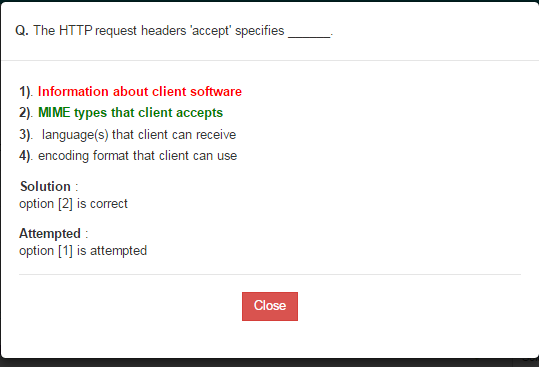 Q. The HTTP request headers 'accept' specifies ______.
1). Information about client software
2). MIME types that client accepts
3). language(s) that client can receive
4). encoding format that client can use
Solution :
option [2] is correct
Attempted :
option [1] is attempted
Close